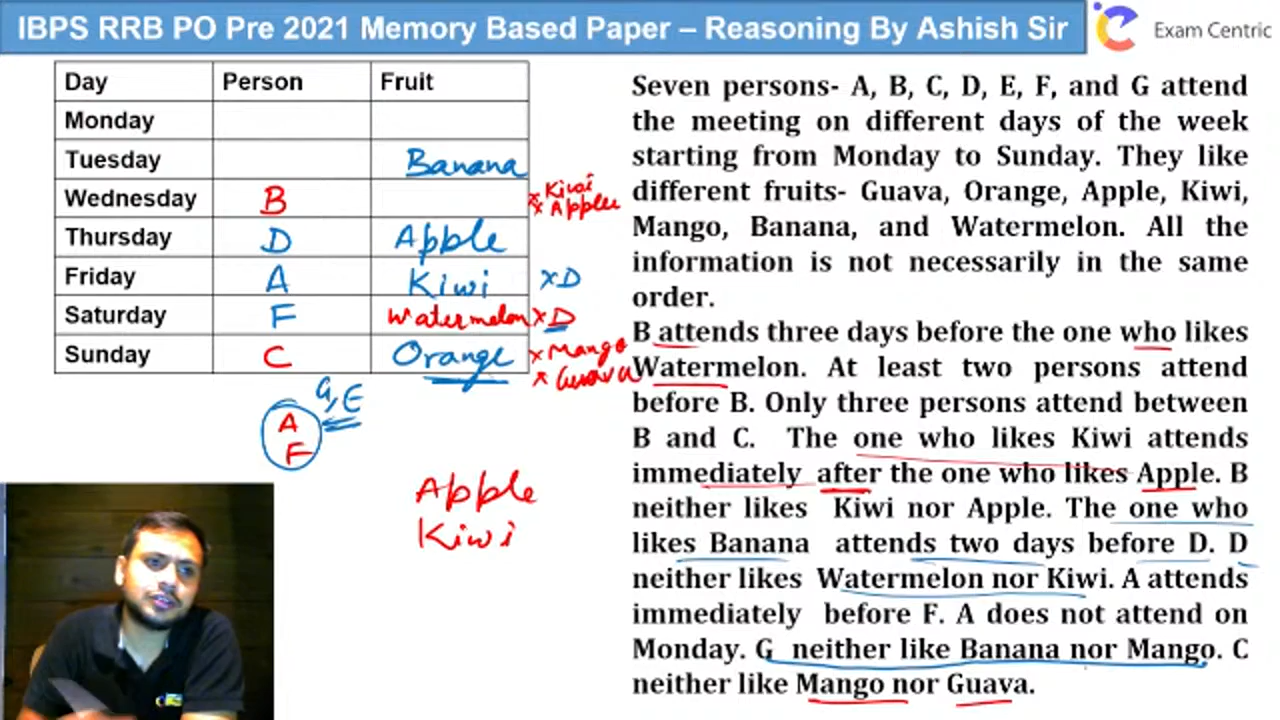 IBPS RRB PO Pre 2021 Memory Based Paper – Reasoning By Ashish Sir
Exam Centric
Day Person Fruit
Monday
Tuesday Banana
Wednesday B × Kiwi
× Apple
Thursday D Apple
Friday A Kiwi ×D
Saturday F Watermelon ×D
Sunday C Orange × Mango
× Guava
G, E
A
F
Apple
Kiwi
Seven persons- A, B, C, D, E, F, and G attend
the meeting on different days of the week
starting from Monday to Sunday. They like
different fruits- Guava, Orange, Apple, Kiwi,
Mango, Banana, and Watermelon. All the
information is not necessarily in the same
order.
B attends three days before the one who likes
Watermelon. At least two persons attend
before B. Only three persons attend between
B and C. The one who likes Kiwi attends
immediately after the one who likes Apple. B
neither likes Kiwi nor Apple. The one who
likes Banana attends two days before D. D
neither likes Watermelon nor Kiwi. A attends
immediately before F. A does not attend on
Monday. G neither like Banana nor Mango. C
neither like Mango nor Guava.